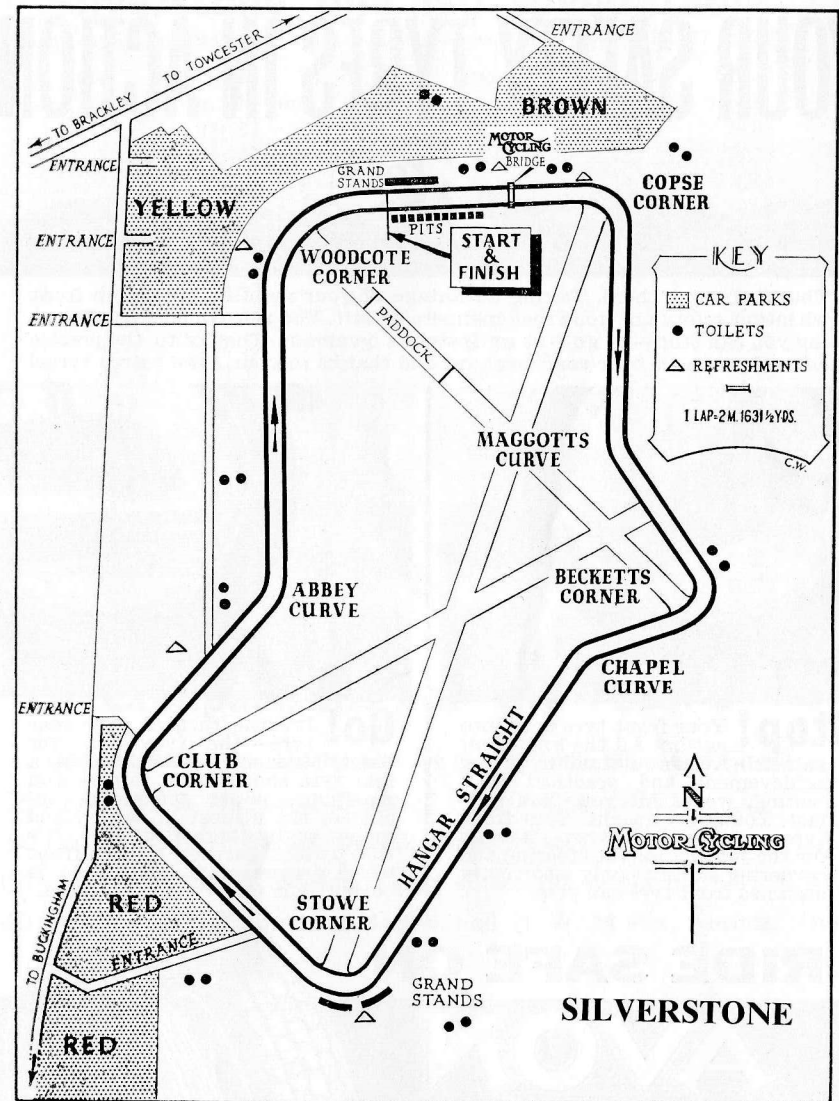 TO BRACKLEY
TO TOWCESTER
ENTRANCE
BROWN
ENTRANCE
MOTOR
CYCLING
BRIDGE
GRAND
STANDS
COPSE
CORNER
YELLOW
ENTRANCE
PITS
START
&
FINISH
WOODCOTE
CORNER
KEY
CAR PARKS
TOILETS
REFRESHMENTS
1 LAP=2 M. 1631 ½ YDS.
C.W.
ENTRANCE
PADDOCK
MAGGOTTS
CURVE
ABBEY
CURVE
BECKETTS
CORNER
CHAPEL
CURVE
ENTRANCE
CLUB
CORNER
HANGAR STRAIGHT
N
MOTOR CYCLING
RED
STOWE
CORNER
TO BUCKINGHAM
ENTRANCE
GRAND
STANDS
SILVERSTONE
RED